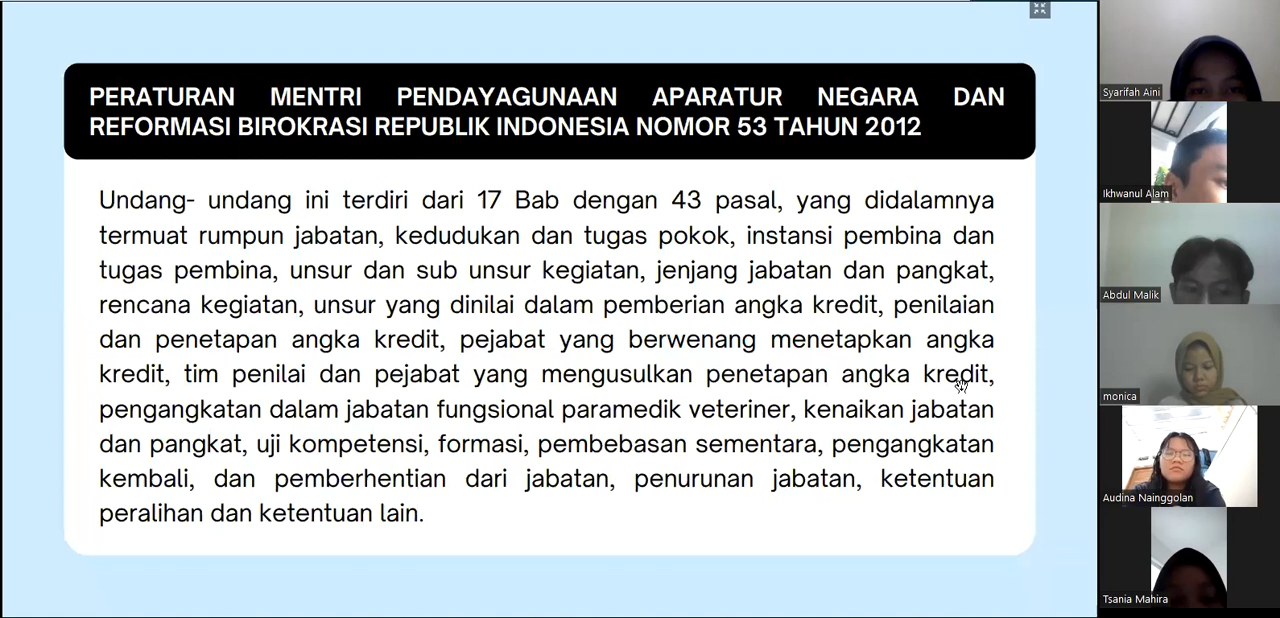 PERATURAN MENTRI PENDAYAGUNAAN APARATUR NEGARA DAN
REFORMASI BIROKRASI REPUBLIK INDONESIA NOMOR 53 TAHUN 2012
Undang- undang ini terdiri dari 17 Bab dengan 43 pasal, yang didalamnya
termuat rumpun jabatan, kedudukan dan tugas pokok, instansi pembina dan
tugas pembina, unsur dan sub unsur kegiatan, jenjang jabatan dan pangkat,
rencana kegiatan, unsur yang dinilai dalam pemberian angka kredit, penilaian
dan penetapan angka kredit, pejabat yang berwenang menetapkan angka
kredit, tim penilai dan pejabat yang mengusulkan penetapan angka kredit,
pengangkatan dalam jabatan fungsional paramedik veteriner, kenaikan jabatan
dan pangkat, uji kompetensi, formasi, pembebasan sementara, pengangkatan
kembali, dan pemberhentian dari jabatan, penurunan jabatan, ketentuan
peralihan dan ketentuan lain.
Syarifah Aini
Ikhwanul Alam
Abdul Malik
monica
Audina Nainggolan
Tsania Mahira